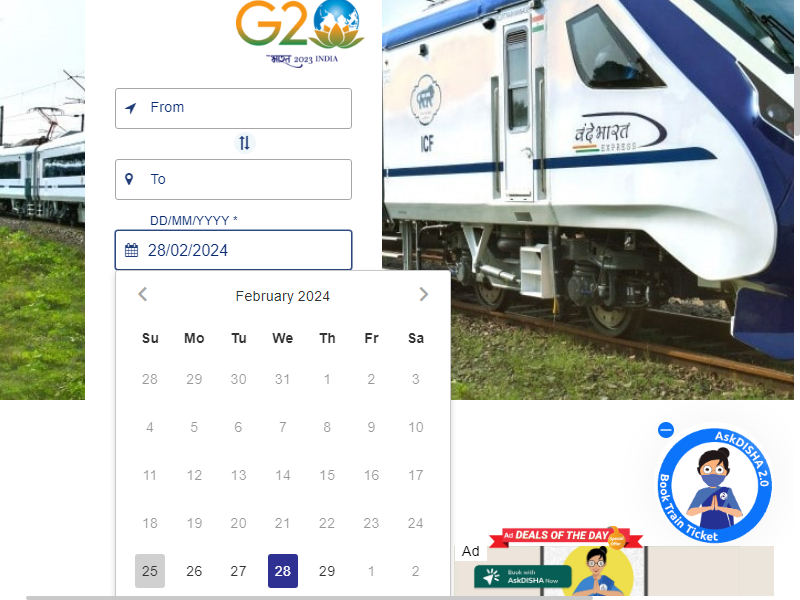 G20
भारत 2023 INDIA
From
To
DD/MM/YYYY *
28/02/2024
February 2024
Su Mo Tu We Th Fr Sa
28 29 30 31 1 2 3
4 5 6 7 8 9 10
11 12 13 14 15 16 17
18 19 20 21 22 23 24
25 26 27 28 29 1 2
ICF
वंदे भारत
EXPRESS
AskDISHA 2.0
Book Train Ticket
Ad
Ad DEALS OF THE DAY
Special Offer
Book with
AskDISHA Now